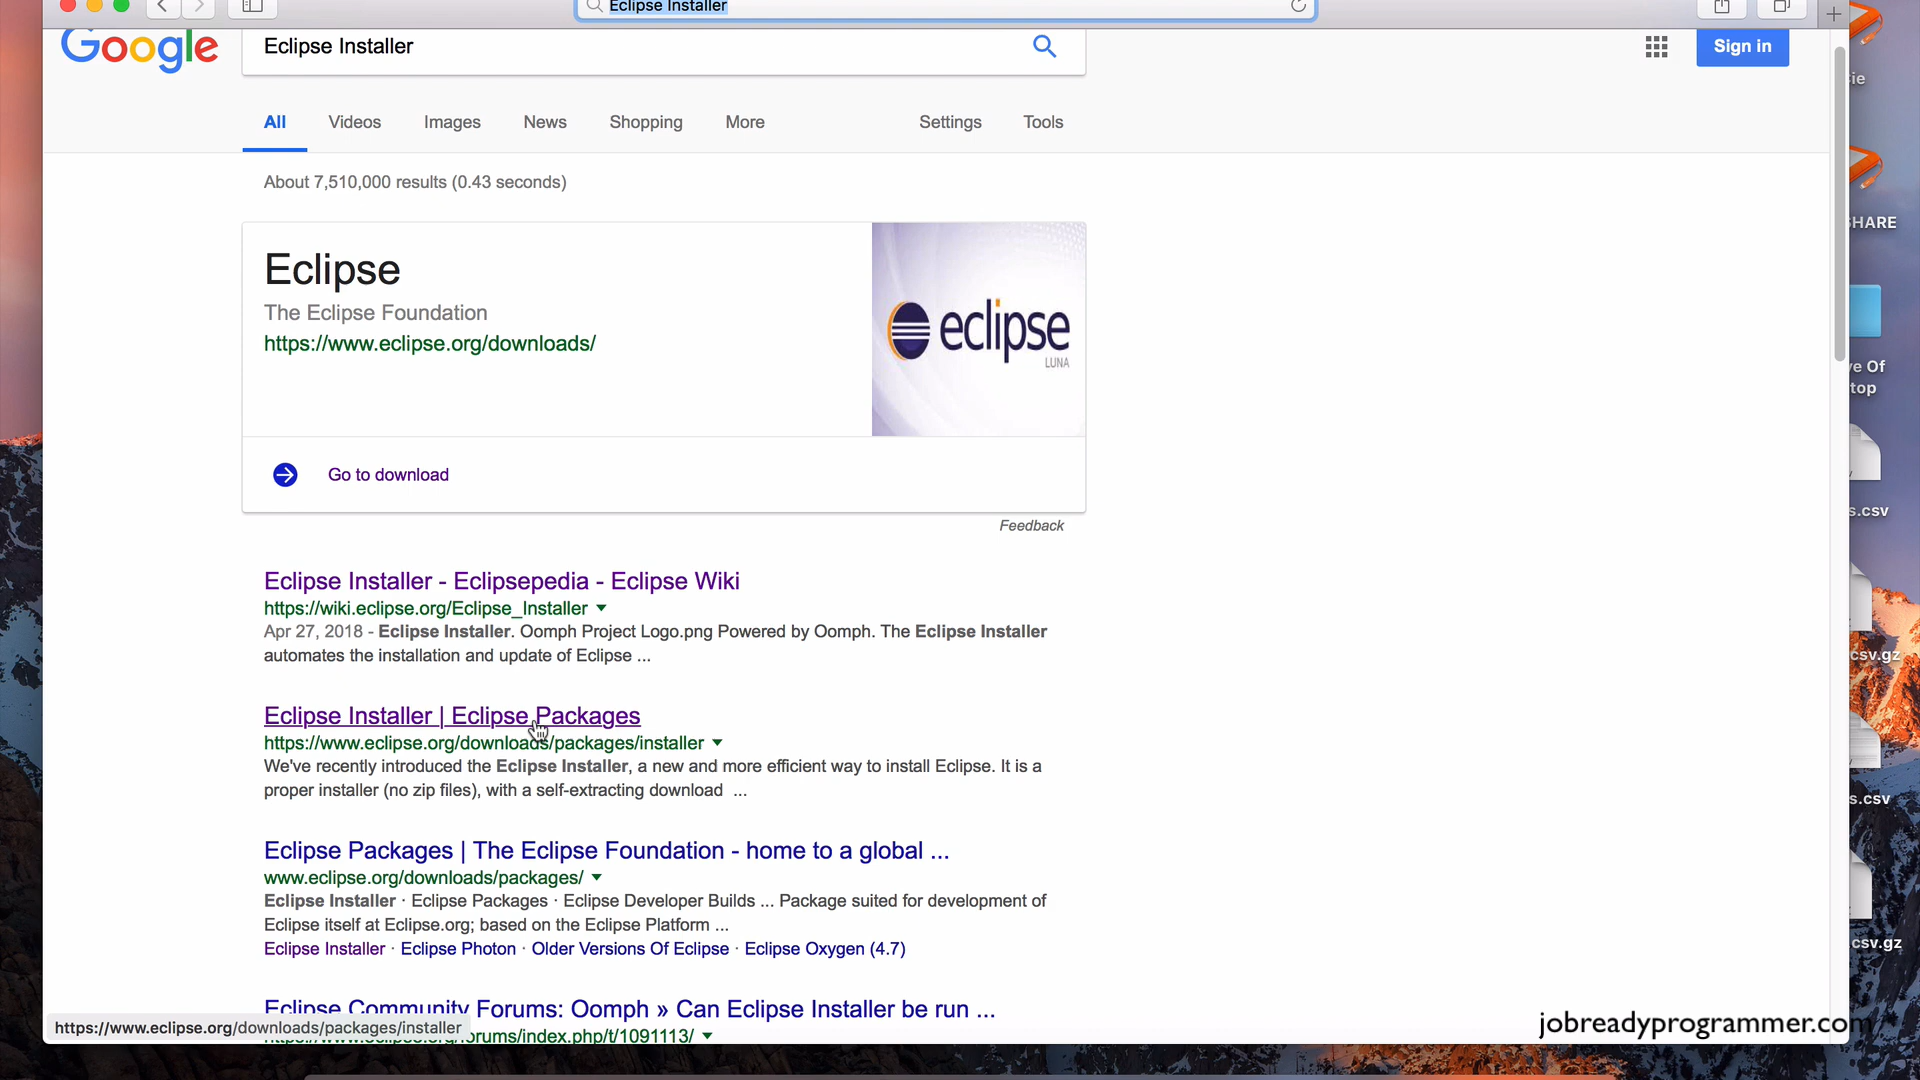 Eclipse Installer
Google
Eclipse Installer
Sign in
All Videos Images News Shopping More Settings Tools
About 7,510,000 results (0.43 seconds)
Eclipse
The Eclipse Foundation
https://www.eclipse.org/downloads/
eclipse
LUNA
Go to download
Feedback
Eclipse Installer - Eclipsepedia - Eclipse Wiki
https://wiki.eclipse.org/Eclipse_Installer
Apr 27, 2018 - Eclipse Installer. Oomph Project Logo.png Powered by Oomph. The Eclipse Installer
automates the installation and update of Eclipse ...
Eclipse Installer | Eclipse Packages
https://www.eclipse.org/downloads/packages/installer
We've recently introduced the Eclipse Installer, a new and more efficient way to install Eclipse. It is a
proper installer (no zip files), with a self-extracting download ...
Eclipse Packages | The Eclipse Foundation - home to a global ...
www.eclipse.org/downloads/packages/
Eclipse Installer · Eclipse Packages · Eclipse Developer Builds ... Package suited for development of
Eclipse itself at Eclipse.org; based on the Eclipse Platform ...
Eclipse Installer · Eclipse Photon · Older Versions Of Eclipse · Eclipse Oxygen (4.7)
Eclipse Community Forums: Oomph » Can Eclipse Installer be run ...
https://www.eclipse.org/forums/index.php/t/1091113/
https://www.eclipse.org/downloads/packages/installer
HARE
ve Of
top
s.csv
csv.gz
s.csv
csv.gz
jobreadyprogrammer.com